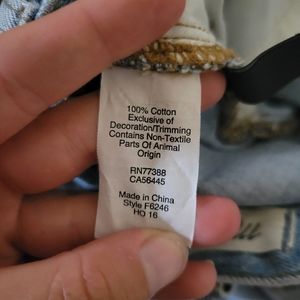 100% Cotton
Exclusive of
Decoration/Trimming
Contains Non-Textile
Parts Of Animal
Origin
RN77388
CA56445
Made in China
Style F6246
HO 16